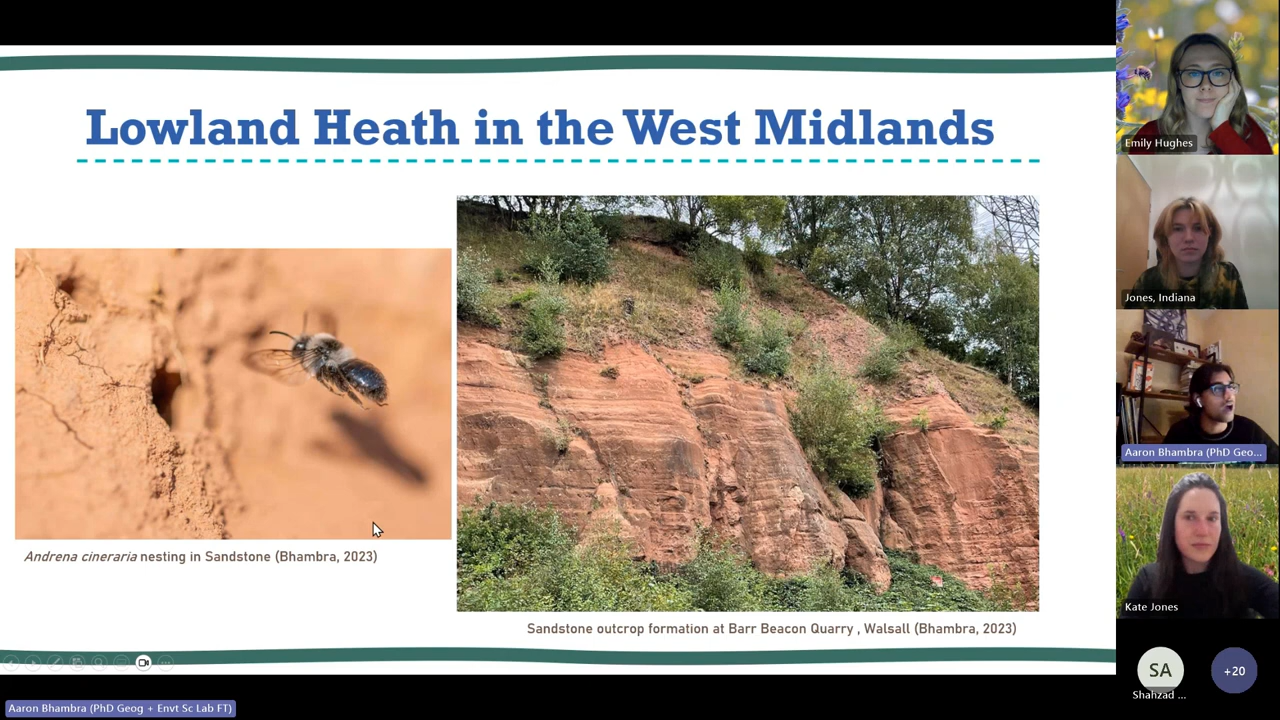 Lowland Heath in the West Midlands
Andrena cineraria nesting in Sandstone (Bhambra, 2023)
Sandstone outcrop formation at Barr Beacon Quarry , Walsall (Bhambra, 2023)
Emily Hughes
Jones, Indiana
Aaron Bhambra (PhD Geo...
Kate Jones
SA
Shahzad ...
+20
Aaron Bhambra (PhD Geog + Envt Sc Lab FT)